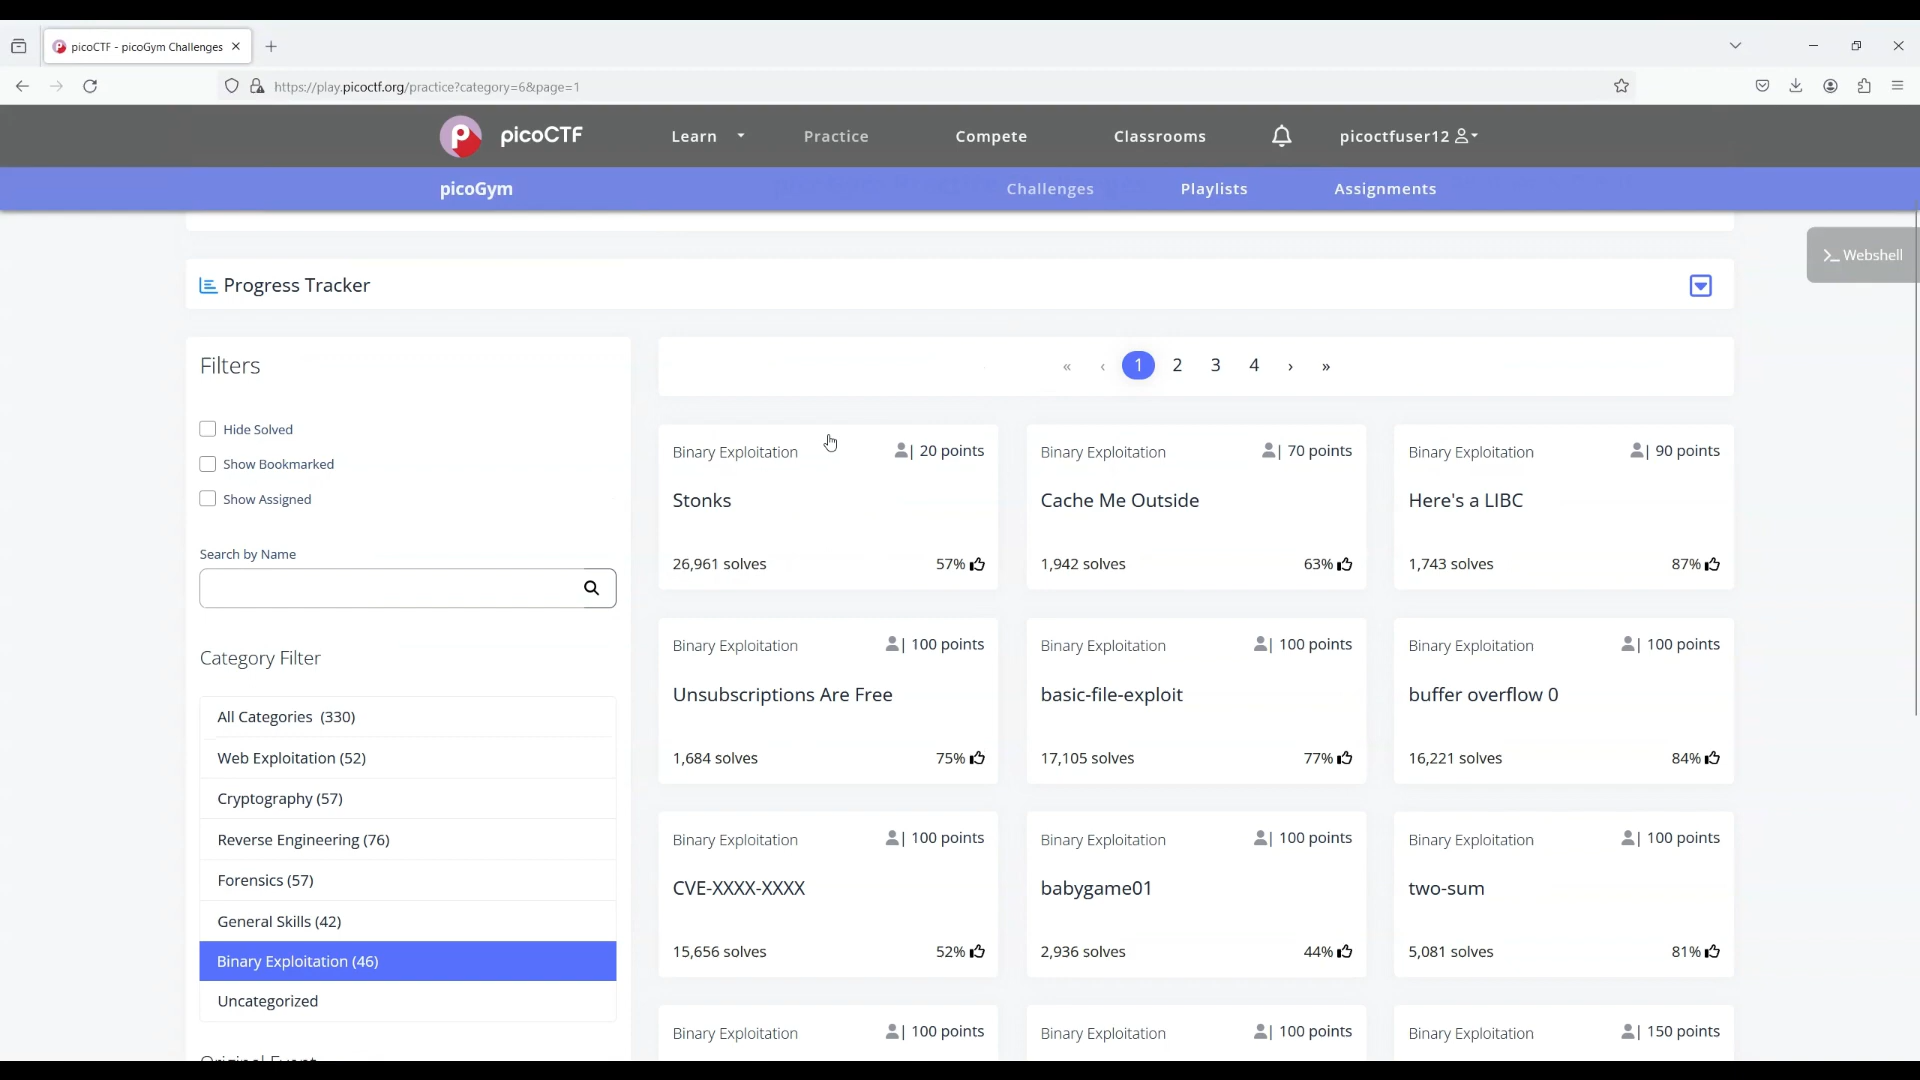 picoCTF - picoGym Challenges
https://play.picoctf.org/practice?category=6&page=1
picoCTF Learn Practice Compete Classrooms picoctfuser12
picoGym Challenges Playlists Assignments
>_ Webshell
Progress Tracker
Filters
Hide Solved
Show Bookmarked
Show Assigned
Search by Name
Category Filter
All Categories (330)
Web Exploitation (52)
Cryptography (57)
Reverse Engineering (76)
Forensics (57)
General Skills (42)
Binary Exploitation (46)
Uncategorized
Original Event
« ‹ 1 2 3 4 › »
Binary Exploitation | 20 points
Stonks
26,961 solves 57%
Binary Exploitation | 70 points
Cache Me Outside
1,942 solves 63%
Binary Exploitation | 90 points
Here's a LIBC
1,743 solves 87%
Binary Exploitation | 100 points
Unsubscriptions Are Free
1,684 solves 75%
Binary Exploitation | 100 points
basic-file-exploit
17,105 solves 77%
Binary Exploitation | 100 points
buffer overflow 0
16,221 solves 84%
Binary Exploitation | 100 points
CVE-XXXX-XXXX
15,656 solves 52%
Binary Exploitation | 100 points
babygame01
2,936 solves 44%
Binary Exploitation | 100 points
two-sum
5,081 solves 81%
Binary Exploitation | 100 points
Binary Exploitation | 100 points
Binary Exploitation | 150 points